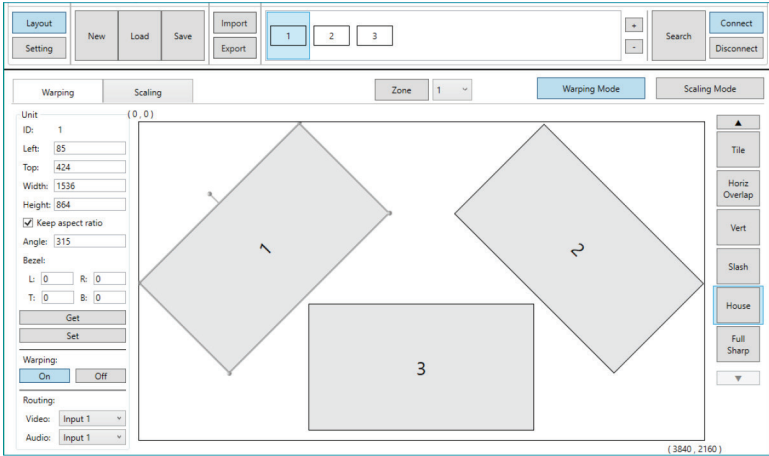 Layout
Setting
New
Load
Save
Import
Export
1
2
3
+
-
Search
Connect
Disconnect
Warping
Scaling
Zone
1
Warping Mode
Scaling Mode
Unit
ID: 1
Left: 85
Top: 424
Width: 1536
Height: 864
Keep aspect ratio
Angle: 315
Bezel:
L: 0 R: 0
T: 0 B: 0
Get
Set
Warping:
On Off
Routing:
Video: Input 1
Audio: Input 1
( 0 , 0 )
1
2
3
( 3840 , 2160 )
Tile
Horiz
Overlap
Vert
Slash
House
Full
Sharp